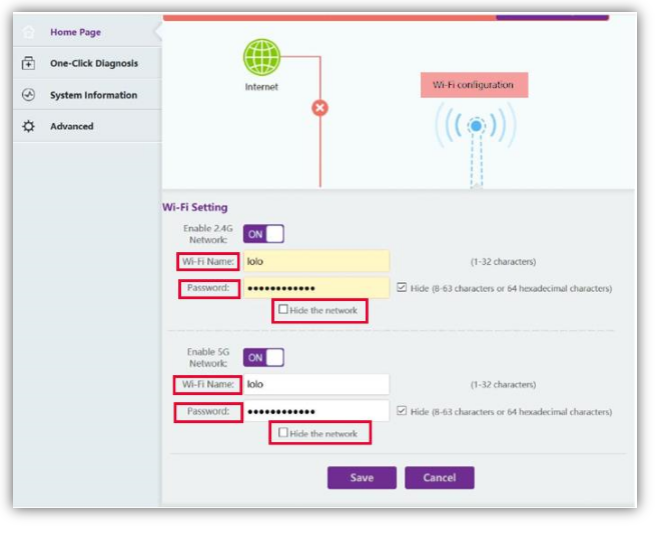 Home Page
One-Click Diagnosis
System Information
Advanced
Internet
Wi-Fi configuration
Wi-Fi Setting
Enable 2.4G
Network:
ON
Wi-Fi Name:
lolo
(1-32 characters)
Password:
••••••••••••
Hide (8-63 characters or 64 hexadecimal characters)
Hide the network
Enable 5G
Network:
ON
Wi-Fi Name:
lolo
(1-32 characters)
Password:
••••••••••••
Hide (8-63 characters or 64 hexadecimal characters)
Hide the network
Save
Cancel